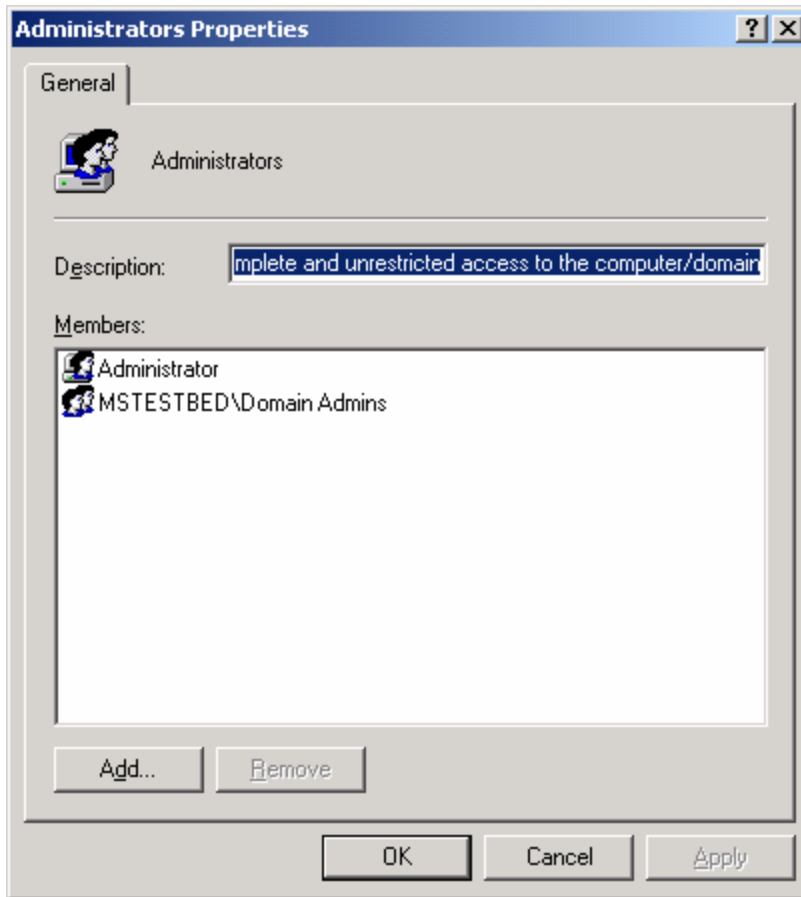 Administrators Properties
General
Administrators
Description: mplete and unrestricted access to the computer/domain
Members:
Administrator
MSTESTBED\Domain Admins
Add... Remove
OK Cancel Apply